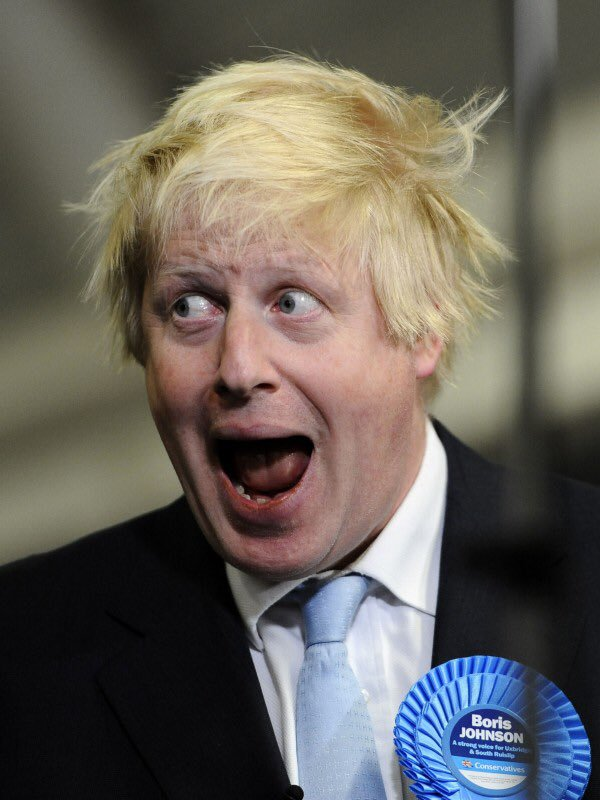 Boris
JOHNSON
A strong voice for Uxbridge
& South Ruislip
Conservatives